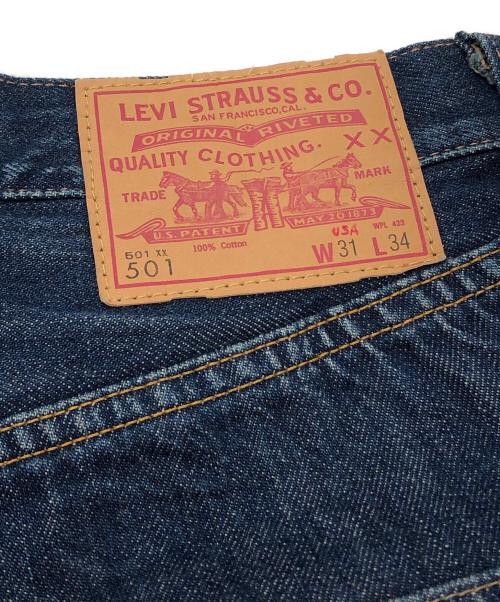 LEVI STRAUSS & CO.
SAN FRANCISCO, CAL.
ORIGINAL RIVETED
QUALITY CLOTHING. XX
TRADE MARK
U.S. PATENT MAY 20 1873
100% Cotton USA WPL 423
501 XX
501 W 31 L 34